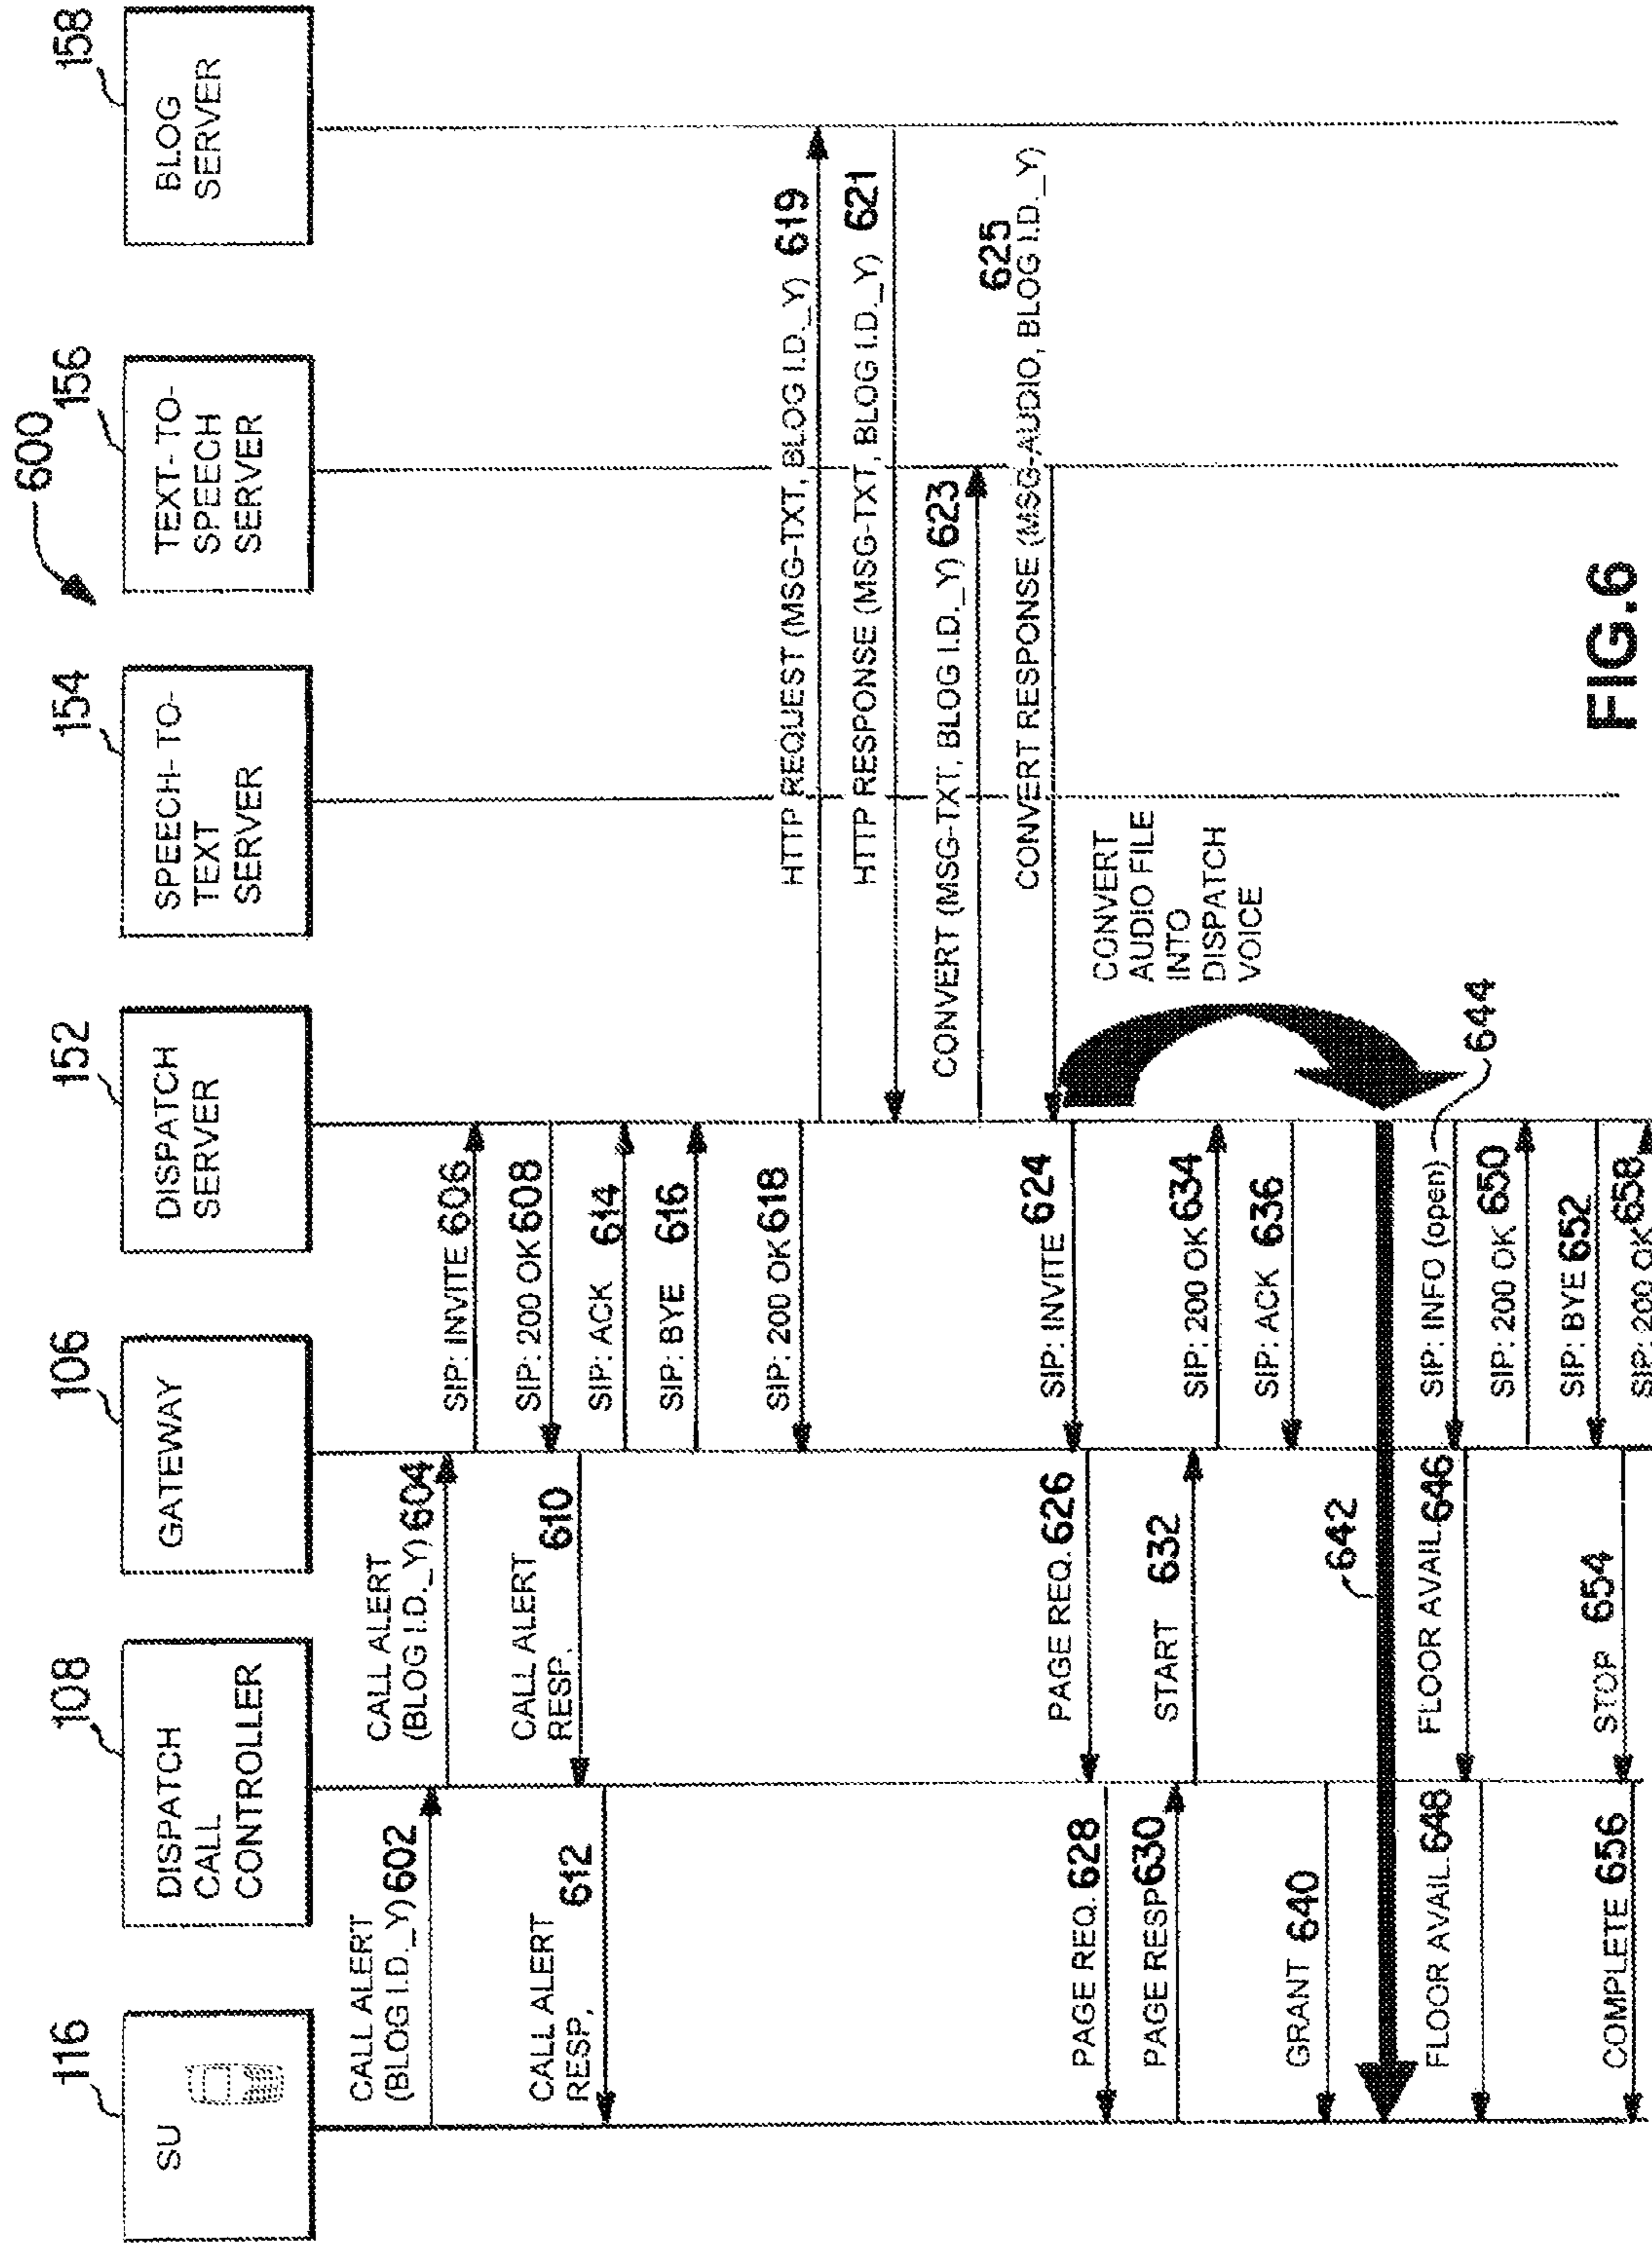 600
116
SU
108
DISPATCH
CALL
CONTROLLER
106
GATEWAY
152
DISPATCH
SERVER
154
SPEECH-TO-
TEXT
SERVER
156
TEXT-TO-
SPEECH
SERVER
158
BLOG
SERVER
CALL ALERT
(BLOG I.D._Y) 602
CALL ALERT
(BLOG I.D._Y) 604
SIP: INVITE 606
SIP: 200 OK 608
CALL ALERT
RESP. 610
CALL ALERT
RESP. 612
SIP: ACK 614
SIP: BYE 616
SIP: 200 OK 618
HTTP REQUEST (MSG-TXT, BLOG I.D._Y) 619
HTTP RESPONSE (MSG-TXT, BLOG I.D._Y) 621
CONVERT (MSG-TXT, BLOG I.D._Y) 623
625
CONVERT RESPONSE (MSG-AUDIO, BLOG I.D._Y)
SIP: INVITE 624
PAGE REQ. 626
PAGE REQ. 628
PAGE RESP 630
START 632
SIP: 200 OK 634
SIP: ACK 636
CONVERT
AUDIO FILE
INTO
DISPATCH
VOICE
GRANT 640
642
SIP: INFO (open)
644
FLOOR AVAIL. 646
FLOOR AVAIL. 648
SIP: 200 OK 650
SIP: BYE 652
STOP 654
COMPLETE 656
SIP: 200 OK 658
FIG.6